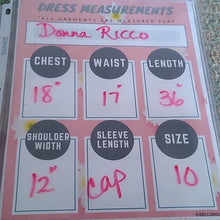 DRESS MEASUREMENTS
*ALL GARMENTS ARE MEASURED FLAT*
Donna Ricco
CHEST WAIST LENGTH
18" 17" 36"
SHOULDER WIDTH SLEEVE LENGTH SIZE
12" cap 10